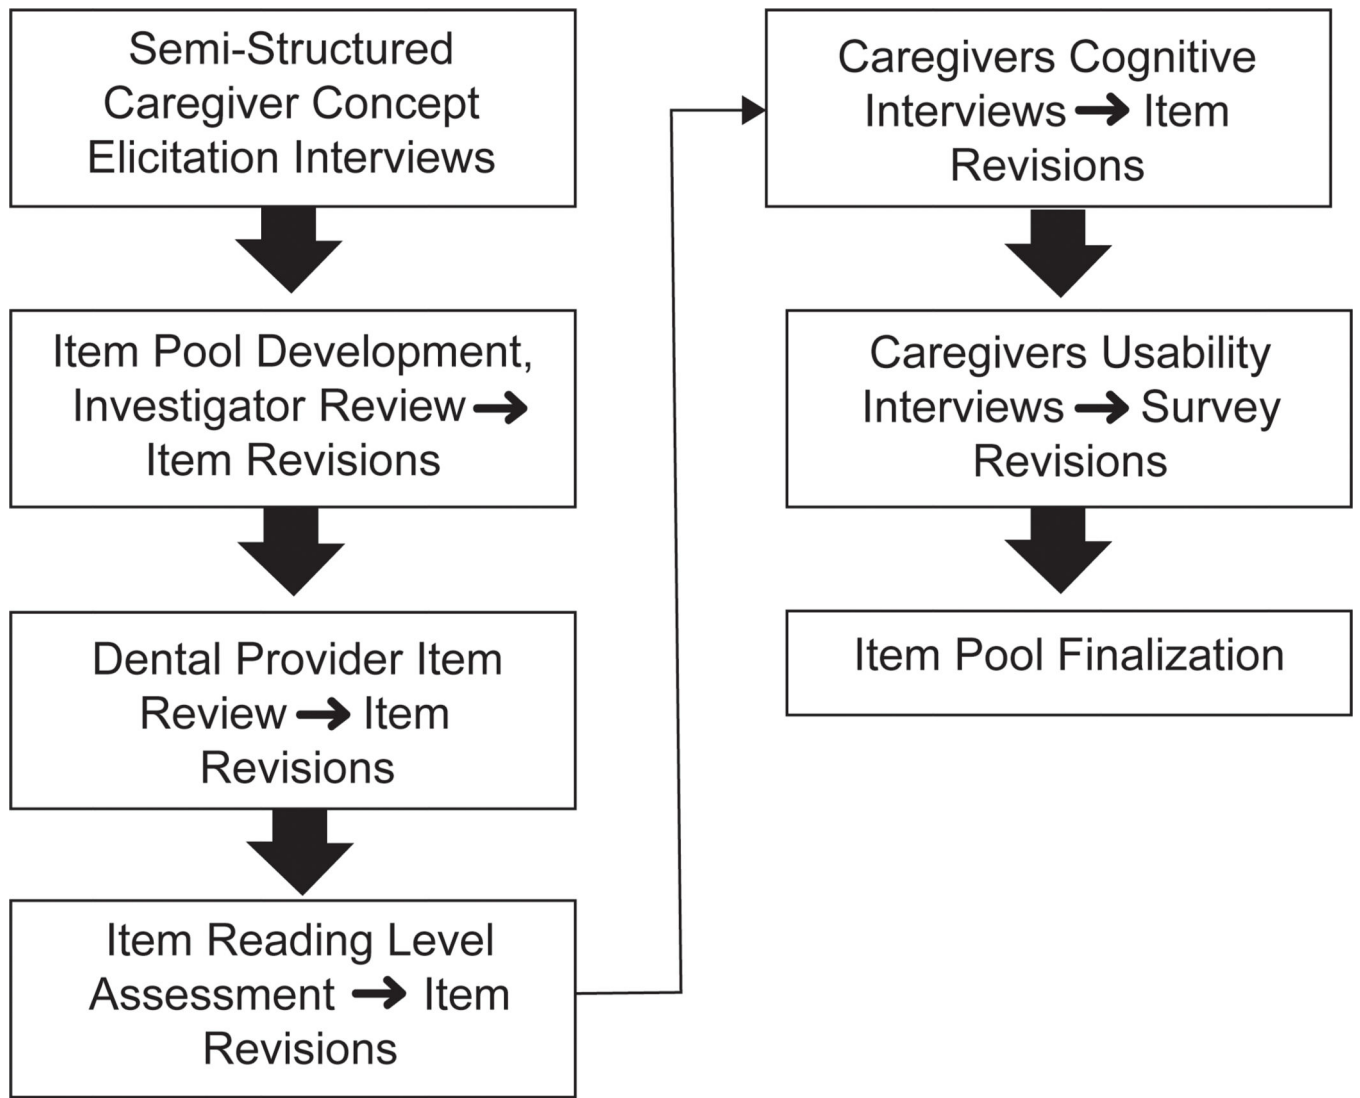 Semi-Structured
Caregiver Concept
Elicitation Interviews
Item Pool Development,
Investigator Review →
Item Revisions
Dental Provider Item
Review → Item
Revisions
Item Reading Level
Assessment → Item
Revisions
Caregivers Cognitive
Interviews → Item
Revisions
Caregivers Usability
Interviews → Survey
Revisions
Item Pool Finalization